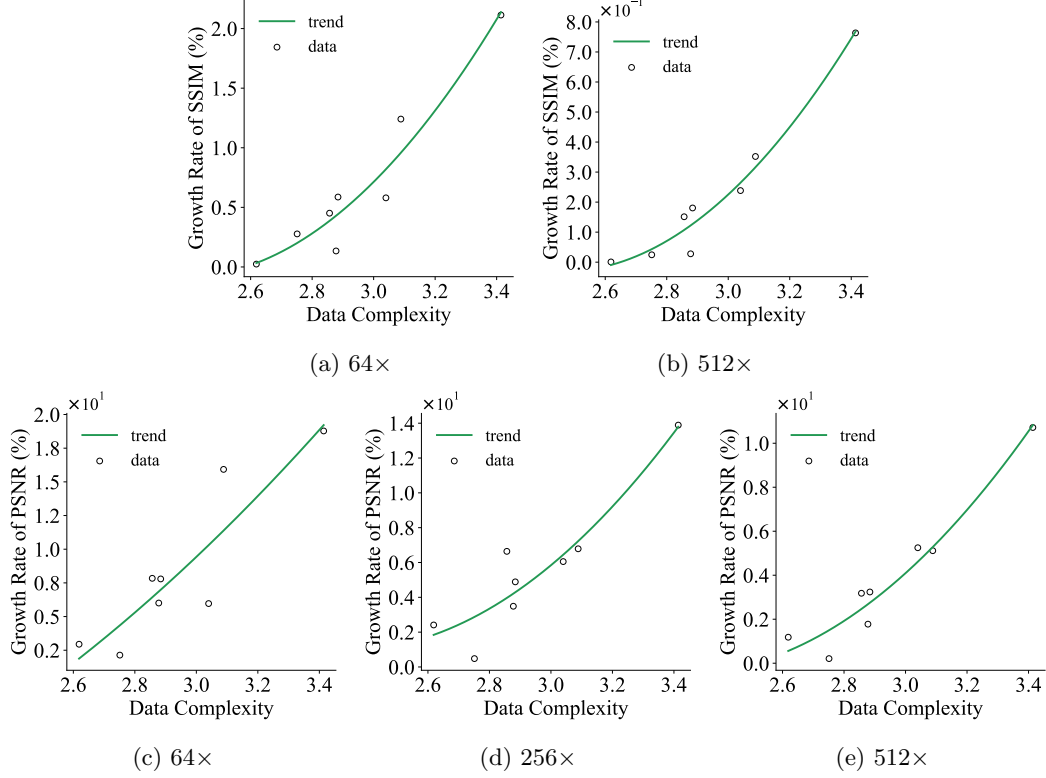 Growth Rate of SSIM (%)
2.0
1.5
1.0
0.5
0.0
trend
data
2.6 2.8 3.0 3.2 3.4
Data Complexity
(a) 64×
×10⁻¹
Growth Rate of SSIM (%)
8.0
7.0
6.0
5.0
4.0
3.0
2.0
1.0
0.0
trend
data
2.6 2.8 3.0 3.2 3.4
Data Complexity
(b) 512×
×10¹
Growth Rate of PSNR (%)
2.0
1.8
1.5
1.2
1.0
0.8
0.5
0.2
trend
data
2.6 2.8 3.0 3.2 3.4
Data Complexity
(c) 64×
×10¹
Growth Rate of PSNR (%)
1.4
1.2
1.0
0.8
0.6
0.4
0.2
0.0
trend
data
2.6 2.8 3.0 3.2 3.4
Data Complexity
(d) 256×
×10¹
Growth Rate of PSNR (%)
1.0
0.8
0.6
0.4
0.2
0.0
trend
data
2.6 2.8 3.0 3.2 3.4
Data Complexity
(e) 512×